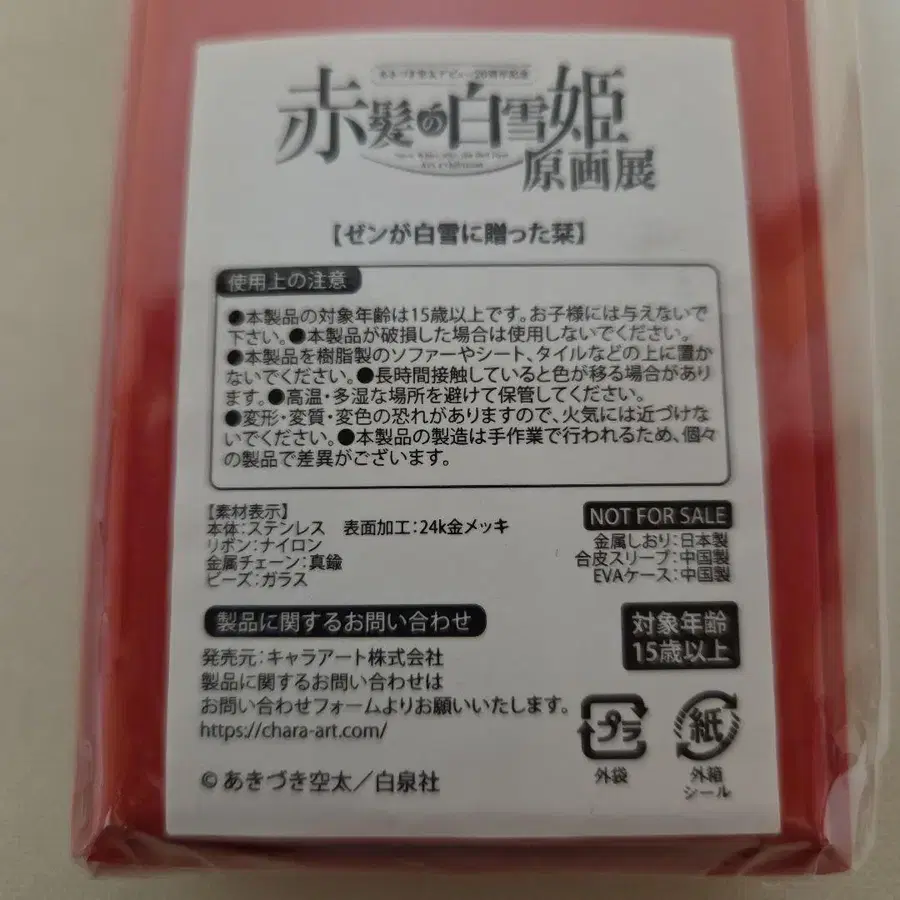 あきづき空太デビュー20周年記念
赤髪の白雪姫
Snow White with the Red Hair
Art exhibition
原画展
【ゼンが白雪に贈った栞】
使用上の注意
●本製品の対象年齢は15歳以上です。お子様には与えないで
下さい。●本製品が破損した場合は使用しないでください。
●本製品を樹脂製のソファーやシート、タイルなどの上に置か
ないでください。●長時間接触していると色が移る場合があり
ます。●高温・多湿な場所を避けて保管してください。
●変形・変質・変色の恐れがありますので、火気には近づけな
いでください。●本製品の製造は手作業で行われるため、個々
の製品で差異がございます。
【素材表示】
本体：ステンレス 表面加工：24k金メッキ
リボン：ナイロン
金属チェーン：真鍮
ビーズ：ガラス
NOT FOR SALE
金属しおり：日本製
合皮スリーブ：中国製
EVAケース：中国製
製品に関するお問い合わせ
発売元：キャラアート株式会社
製品に関するお問い合わせは
お問い合わせフォームよりお願いいたします。
https://chara-art.com/
対象年齢
15歳以上
プラ
外袋
紙
外箱
シール
© あきづき空太／白泉社